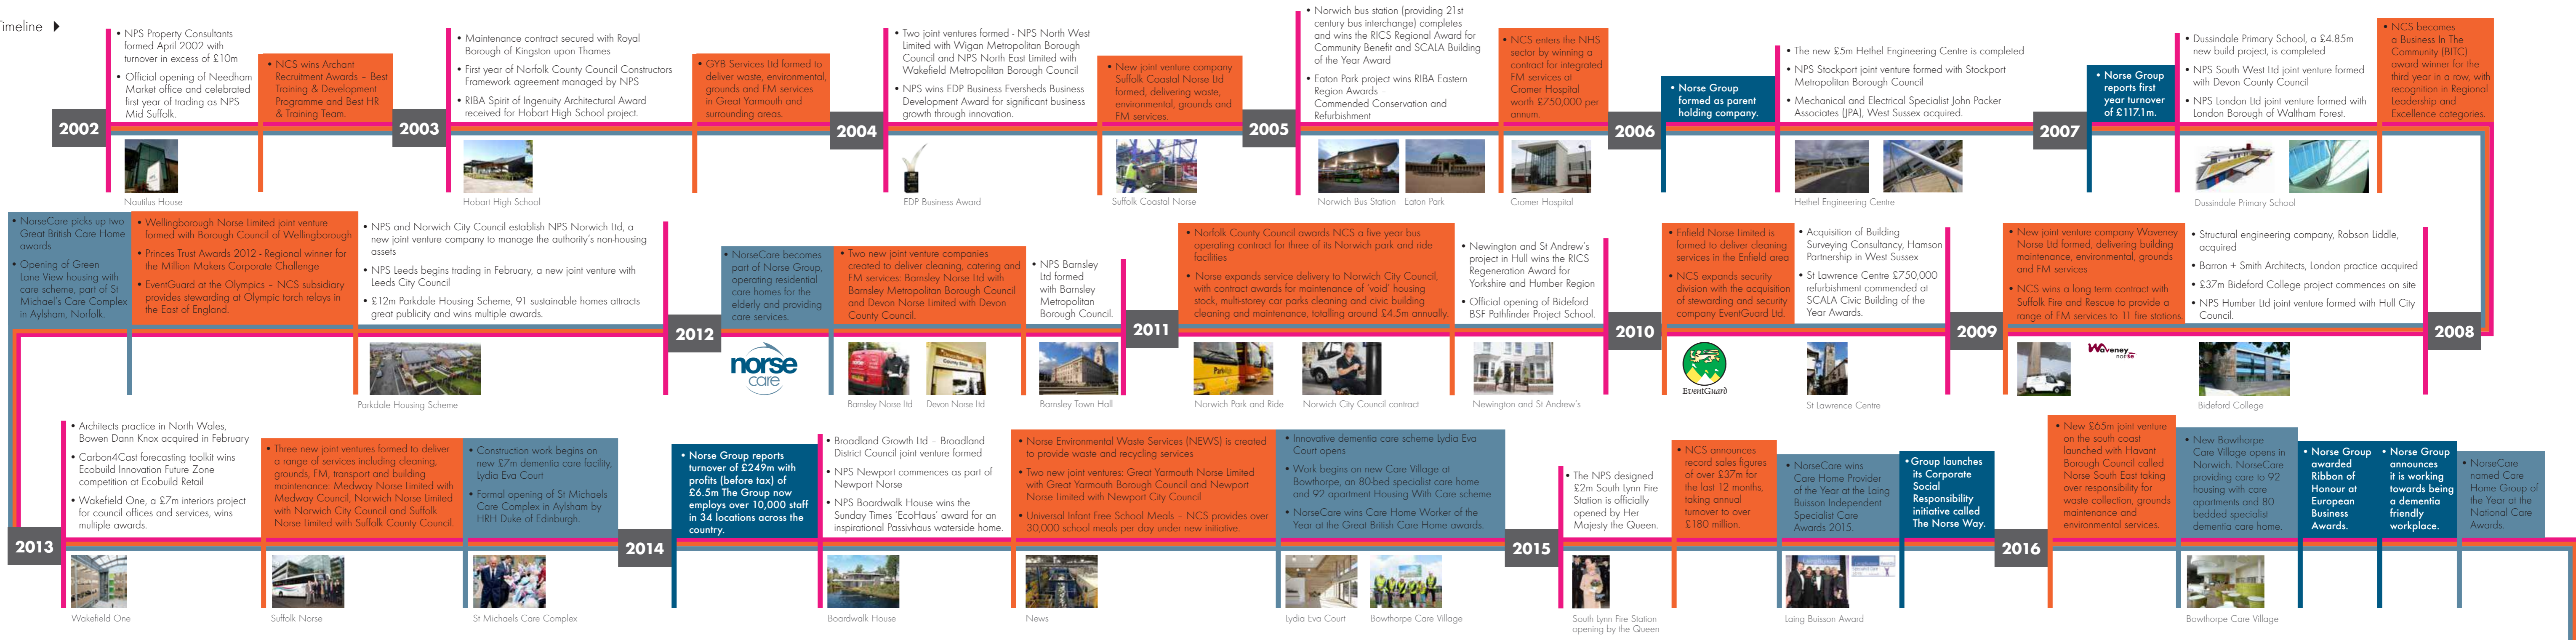 Timeline
2002
• NPS Property Consultants
formed April 2002 with
turnover in excess of £10m
• Official opening of Needham
Market office and celebrated
first year of trading as NPS
Mid Suffolk.
Nautilus House
• NCS wins Archant
Recruitment Awards – Best
Training & Development
Programme and Best HR
& Training Team.
2003
• Maintenance contract secured with Royal
Borough of Kingston upon Thames
• First year of Norfolk County Council Constructors
Framework agreement managed by NPS
• RIBA Spirit of Ingenuity Architectural Award
received for Hobart High School project.
Hobart High School
• GYB Services Ltd formed to
deliver waste, environmental,
grounds and FM services
in Great Yarmouth and
surrounding areas.
2004
• Two joint ventures formed - NPS North West
Limited with Wigan Metropolitan Borough
Council and NPS North East Limited with
Wakefield Metropolitan Borough Council
• NPS wins EDP Business Eversheds Business
Development Award for significant business
growth through innovation.
EDP Business Award
• New joint venture company
Suffolk Coastal Norse Ltd
formed, delivering waste,
environmental, grounds and
FM services.
Suffolk Coastal Norse
2005
• Norwich bus station (providing 21st
century bus interchange) completes
and wins the RICS Regional Award for
Community Benefit and SCALA Building
of the Year Award
• Eaton Park project wins RIBA Eastern
Region Awards –
Commended Conservation and
Refurbishment
Norwich Bus Station
Eaton Park
• NCS enters the NHS
sector by winning a
contract for integrated
FM services at
Cromer Hospital
worth £750,000 per
annum.
Cromer Hospital
2006
• Norse Group
formed as parent
holding company.
• The new £5m Hethel Engineering Centre is completed
• NPS Stockport joint venture formed with Stockport
Metropolitan Borough Council
• Mechanical and Electrical Specialist John Packer
Associates (JPA), West Sussex acquired.
Hethel Engineering Centre
2007
• Norse Group
reports first
year turnover
of £117.1m.
• Dussindale Primary School, a £4.85m
new build project, is completed
• NPS South West Ltd joint venture formed
with Devon County Council
• NPS London Ltd joint venture formed with
London Borough of Waltham Forest.
Dussindale Primary School
• NCS becomes
a Business In The
Community (BITC)
award winner for the
third year in a row, with
recognition in Regional
Leadership and
Excellence categories.
2008
• Structural engineering company, Robson Liddle,
acquired
• Barron + Smith Architects, London practice acquired
• £37m Bideford College project commences on site
• NPS Humber Ltd joint venture formed with Hull City
Council.
Bideford College
• New joint venture company Waveney
Norse Ltd formed, delivering building
maintenance, environmental, grounds
and FM services
• NCS wins a long term contract with
Suffolk Fire and Rescue to provide a
range of FM services to 11 fire stations.
Waveney
norse
2009
• Acquisition of Building
Surveying Consultancy, Hamson
Partnership in West Sussex
• St Lawrence Centre £750,000
refurbishment commended at
SCALA Civic Building of the
Year Awards.
St Lawrence Centre
• Enfield Norse Limited is
formed to deliver cleaning
services in the Enfield area
• NCS expands security
division with the acquisition
of stewarding and security
company EventGuard Ltd.
EventGuard
2010
• Newington and St Andrew's
project in Hull wins the RICS
Regeneration Award for
Yorkshire and Humber Region
• Official opening of Bideford
BSF Pathfinder Project School.
Newington and St Andrew's
• Norfolk County Council awards NCS a five year bus
operating contract for three of its Norwich park and ride
facilities
• Norse expands service delivery to Norwich City Council,
with contract awards for maintenance of 'void' housing
stock, multi-storey car parks cleaning and civic building
cleaning and maintenance, totalling around £4.5m annually.
Norwich Park and Ride
Norwich City Council contract
2011
• NPS Barnsley
Ltd formed
with Barnsley
Metropolitan
Borough Council.
Barnsley Town Hall
• Two new joint venture companies
created to deliver cleaning, catering and
FM services: Barnsley Norse Ltd with
Barnsley Metropolitan Borough Council
and Devon Norse Limited with Devon
County Council.
Barnsley Norse Ltd
Devon Norse Ltd
• NorseCare becomes
part of Norse Group,
operating residential
care homes for the
elderly and providing
care services.
norse
care
2012
• NPS and Norwich City Council establish NPS Norwich Ltd, a
new joint venture company to manage the authority's non-housing
assets
• NPS Leeds begins trading in February, a new joint venture with
Leeds City Council
• £12m Parkdale Housing Scheme, 91 sustainable homes attracts
great publicity and wins multiple awards.
Parkdale Housing Scheme
• Wellingborough Norse Limited joint venture
formed with Borough Council of Wellingborough
• Princes Trust Awards 2012 - Regional winner for
the Million Makers Corporate Challenge
• EventGuard at the Olympics – NCS subsidiary
provides stewarding at Olympic torch relays in
the East of England.
• NorseCare picks up two
Great British Care Home
awards
• Opening of Green
Lane View housing with
care scheme, part of St
Michael's Care Complex
in Aylsham, Norfolk.
2013
• Architects practice in North Wales,
Bowen Dann Knox acquired in February
• Carbon4Cast forecasting toolkit wins
Ecobuild Innovation Future Zone
competition at Ecobuild Retail
• Wakefield One, a £7m interiors project
for council offices and services, wins
multiple awards.
Wakefield One
• Three new joint ventures formed to deliver
a range of services including cleaning,
grounds, FM, transport and building
maintenance: Medway Norse Limited with
Medway Council, Norwich Norse Limited
with Norwich City Council and Suffolk
Norse Limited with Suffolk County Council.
Suffolk Norse
• Construction work begins on
new £7m dementia care facility,
Lydia Eva Court
• Formal opening of St Michaels
Care Complex in Aylsham by
HRH Duke of Edinburgh.
St Michaels Care Complex
2014
• Norse Group reports
turnover of £249m with
profits (before tax) of
£6.5m The Group now
employs over 10,000 staff
in 34 locations across the
country.
• Broadland Growth Ltd – Broadland
District Council joint venture formed
• NPS Newport commences as part of
Newport Norse
• NPS Boardwalk House wins the
Sunday Times 'EcoHaus' award for an
inspirational Passivhaus waterside home.
Boardwalk House
• Norse Environmental Waste Services (NEWS) is created
to provide waste and recycling services
• Two new joint ventures: Great Yarmouth Norse Limited
with Great Yarmouth Borough Council and Newport
Norse Limited with Newport City Council
• Universal Infant Free School Meals – NCS provides over
30,000 school meals per day under new initiative.
News
• Innovative dementia care scheme Lydia Eva
Court opens
• Work begins on new Care Village at
Bowthorpe, an 80-bed specialist care home
and 92 apartment Housing With Care scheme
• NorseCare wins Care Home Worker of the
Year at the Great British Care Home awards.
Lydia Eva Court
Bowthorpe Care Village
2015
• The NPS designed
£2m South Lynn Fire
Station is officially
opened by Her
Majesty the Queen.
South Lynn Fire Station
opening by the Queen
• NCS announces
record sales figures
of over £37m for
the last 12 months,
taking annual
turnover to over
£180 million.
• NorseCare wins
Care Home Provider
of the Year at the Laing
Buisson Independent
Specialist Care
Awards 2015.
Laing Buisson Award
• Group launches
its Corporate
Social
Responsibility
initiative called
The Norse Way.
2016
• New £65m joint venture
on the south coast
launched with Havant
Borough Council called
Norse South East taking
over responsibility for
waste collection, grounds
maintenance and
environmental services.
• New Bowthorpe
Care Village opens in
Norwich. NorseCare
providing care to 92
housing with care
apartments and 80
bedded specialist
dementia care home.
Bowthorpe Care Village
• Norse Group
awarded
Ribbon of
Honour at
European
Business
Awards.
• Norse Group
announces
it is working
towards being
a dementia
friendly
workplace.
• NorseCare
named Care
Home Group of
the Year at the
National Care
Awards.